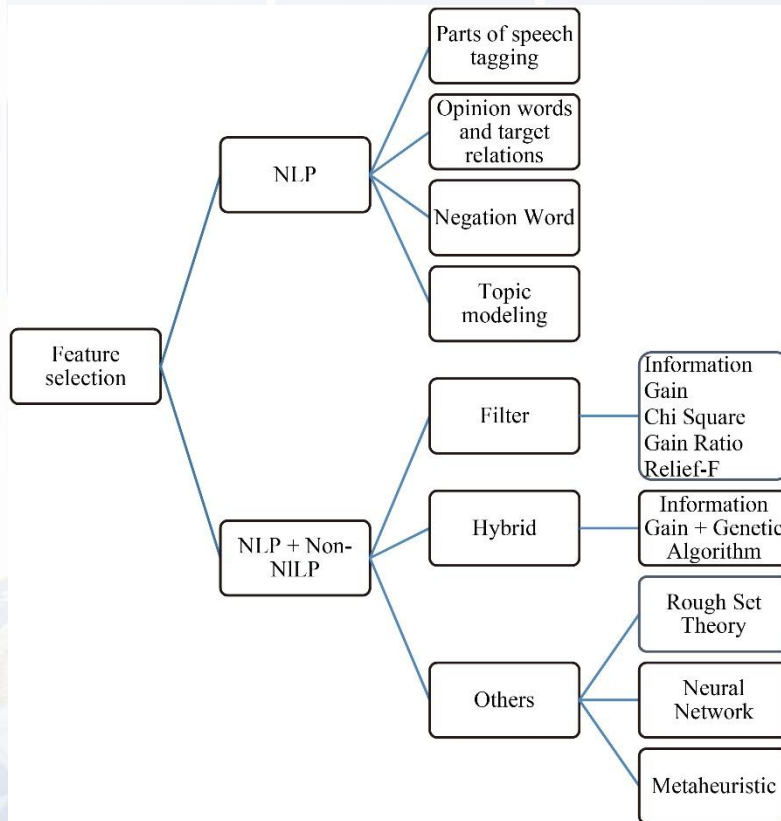 Parts of speech
tagging
Opinion words
and target
relations
NLP
Negation Word
Topic
modeling
Feature
selection
Information
Gain
Chi Square
Gain Ratio
Relief-F
Filter
Hybrid
Information
Gain + Genetic
Algorithm
NLP + Non-
NlLP
Rough Set
Theory
Others
Neural
Network
Metaheuristic